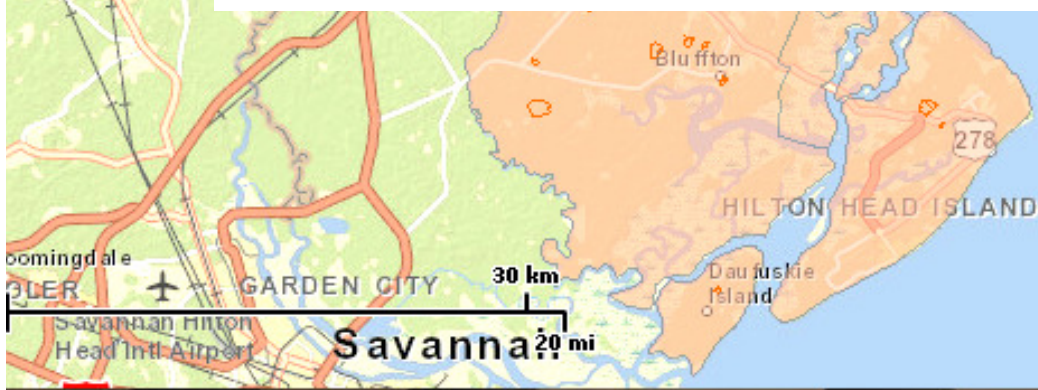 Bluffton
278
HILTON HEAD ISLAND
oomingdale
Daufuskie
Island
30 km
OLER
GARDEN CITY
Savannah Hilton
Head Intl Airport
Savannah
20 mi